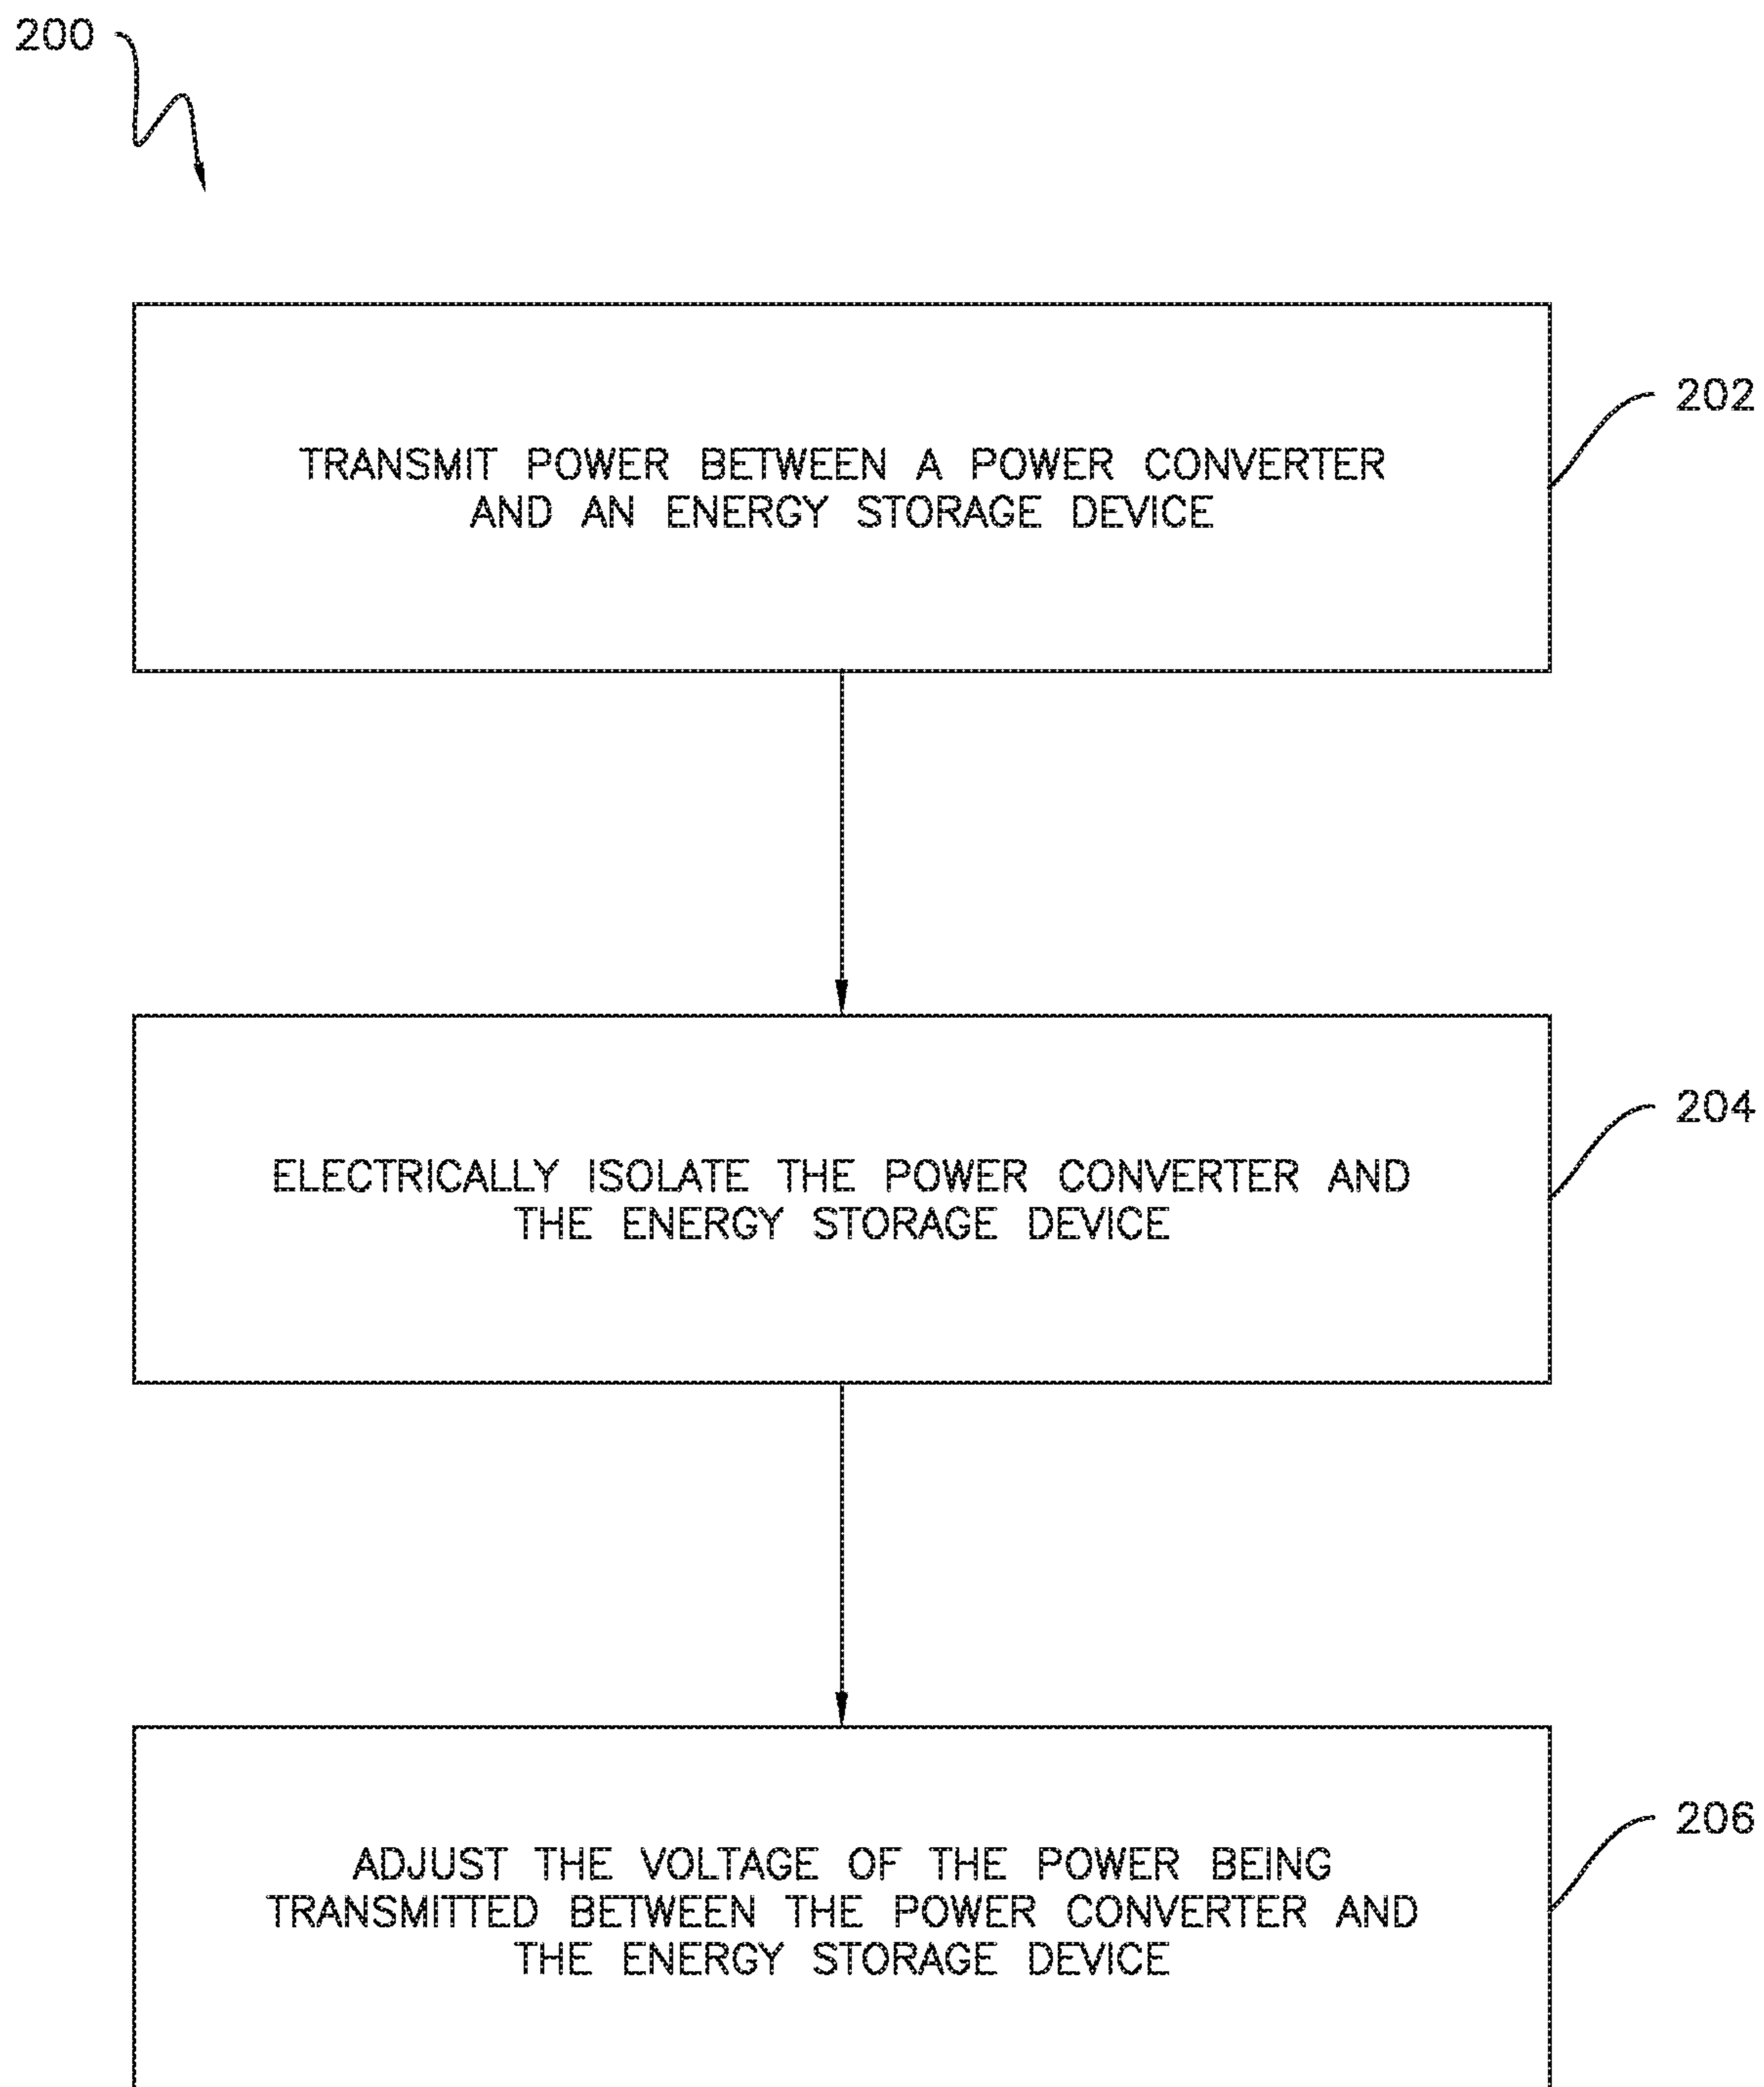 200
TRANSMIT POWER BETWEEN A POWER CONVERTER
AND AN ENERGY STORAGE DEVICE
202
ELECTRICALLY ISOLATE THE POWER CONVERTER AND
THE ENERGY STORAGE DEVICE
204
ADJUST THE VOLTAGE OF THE POWER BEING
TRANSMITTED BETWEEN THE POWER CONVERTER AND
THE ENERGY STORAGE DEVICE
206